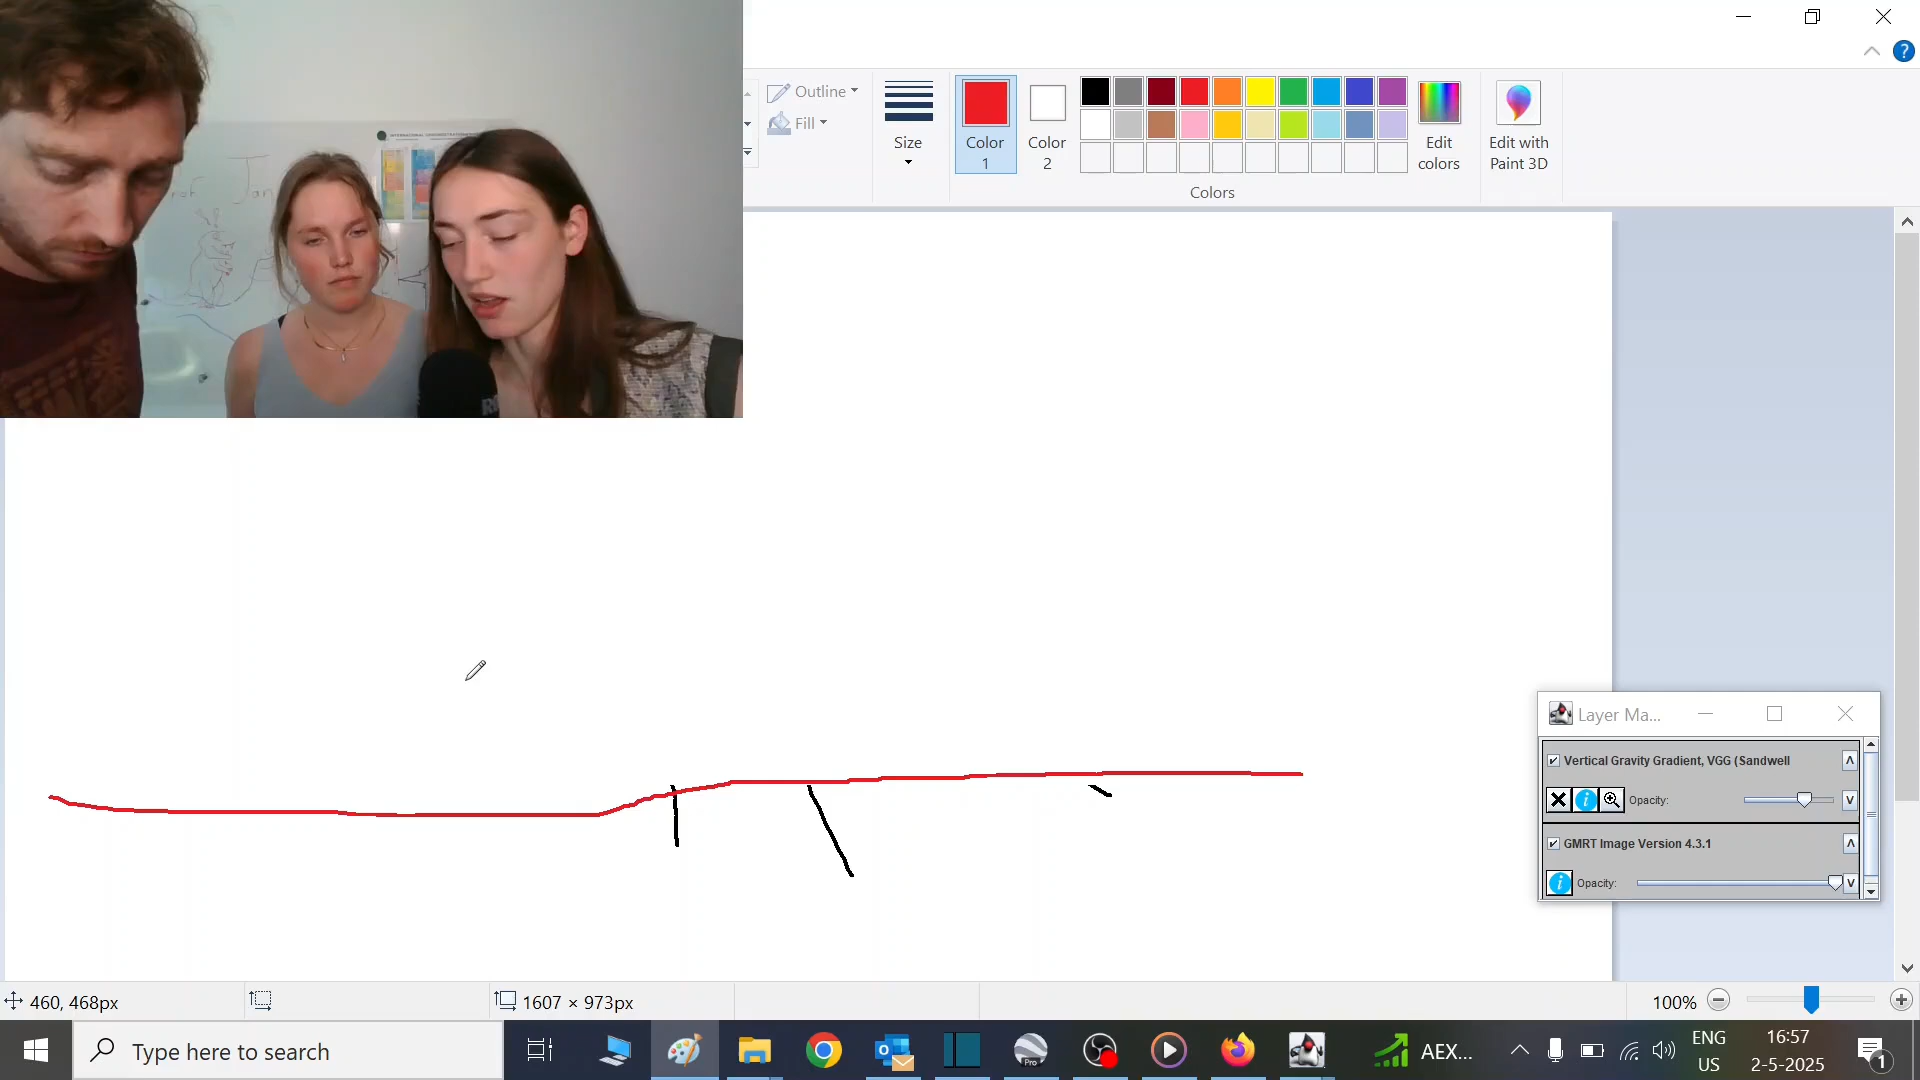 Outline
Fill
Size
Color
1
Color
2
Edit
colors
Edit with
Paint 3D
Colors
Layer Ma...
Vertical Gravity Gradient, VGG (Sandwell
Opacity:
GMRT Image Version 4.3.1
Opacity:
460, 468px
1607 × 973px
100%
Type here to search
Pro
AEX...
ENG
US
16:57
2-5-2025
1